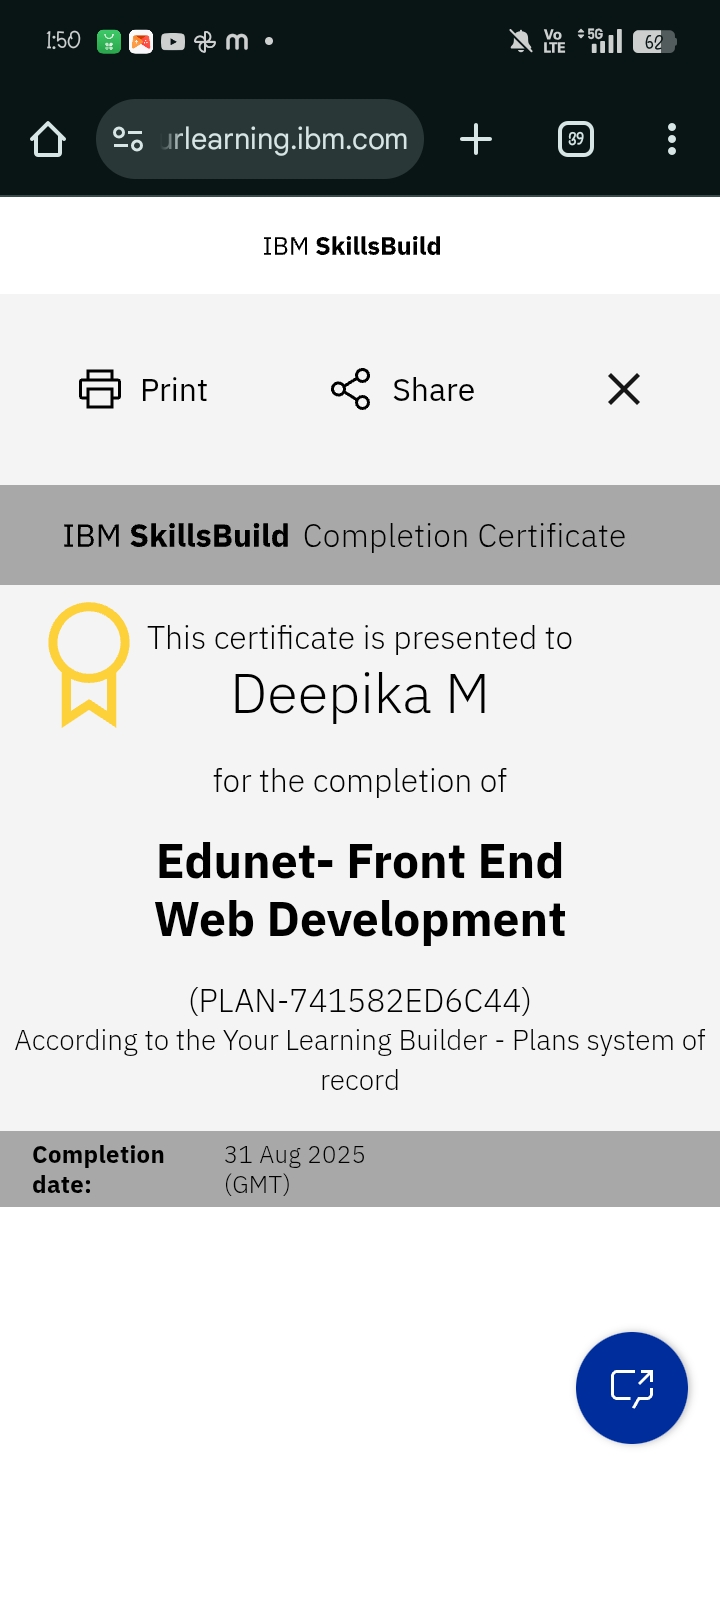 1:50 m Vo LTE 5G 62
urlearning.ibm.com 39
IBM SkillsBuild
Print Share
IBM SkillsBuild Completion Certificate
This certificate is presented to
Deepika M
for the completion of
Edunet- Front End
Web Development
(PLAN-741582ED6C44)
According to the Your Learning Builder - Plans system of
record
Completion date: 31 Aug 2025 (GMT)